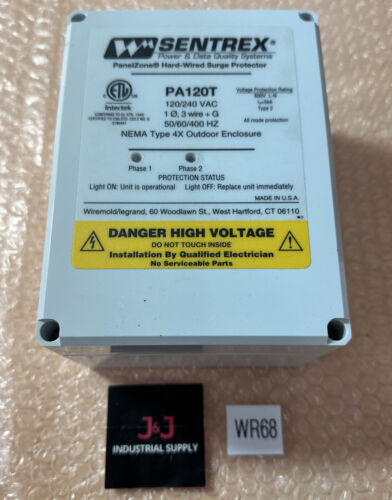 WM SENTREX®
Power & Data Quality Systems
PanelZone® Hard-Wired Surge Protector
ETL
Intertek
PA120T
120/240 VAC
1 Ø, 3 wire + G
50/60/400 HZ
NEMA Type 4X Outdoor Enclosure
Voltage Protection Rating
Type 2
All mode protection
Phase 1 Phase 2
PROTECTION STATUS
Light ON: Unit is operational Light OFF: Replace unit immediately
MADE IN U.S.A.
Wiremold/legrand, 60 Woodlawn St., West Hartford, CT 06110
DANGER HIGH VOLTAGE
DO NOT TOUCH INSIDE
Installation By Qualified Electrician
No Serviceable Parts
J&J
INDUSTRIAL SUPPLY
WR68